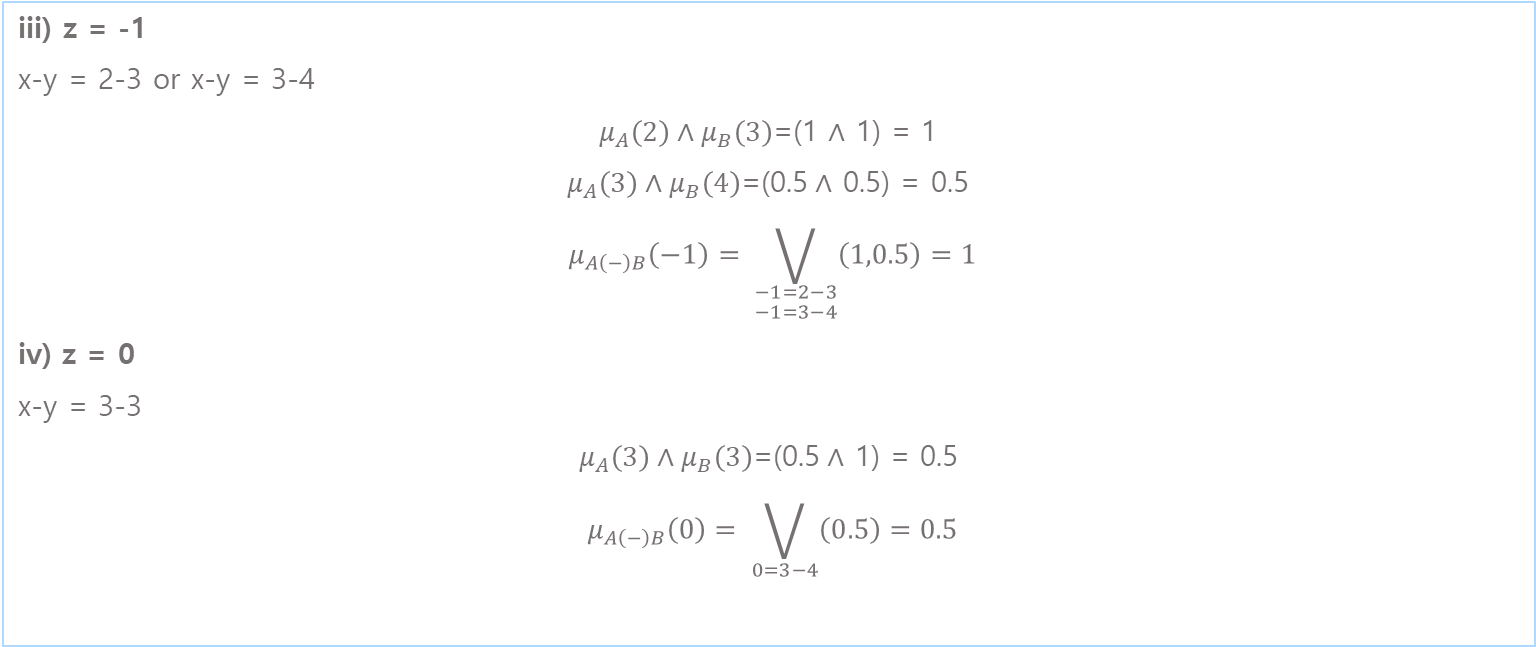 iii) z = -1
x-y = 2-3 or x-y = 3-4
μ_A(2) ∧ μ_B(3)=(1 ∧ 1) = 1
μ_A(3) ∧ μ_B(4)=(0.5 ∧ 0.5) = 0.5
μ_A(−)B(−1) = ⋁ (1,0.5) = 1
−1=2−3
−1=3−4
iv) z = 0
x-y = 3-3
μ_A(3) ∧ μ_B(3)=(0.5 ∧ 1) = 0.5
μ_A(−)B(0) = ⋁ (0.5) = 0.5
0=3−4